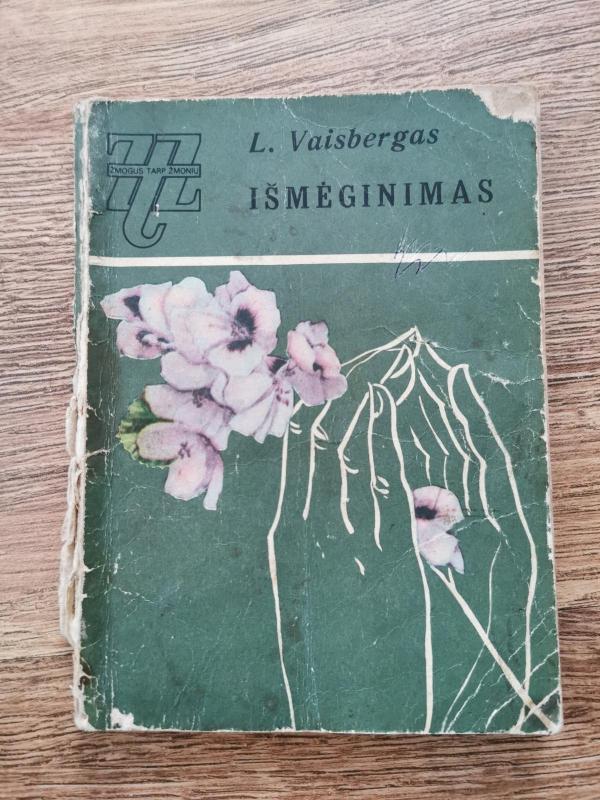 L. Vaisbergas
ŽMOGUS TARP ŽMONIŲ
IŠMĖGINIMAS